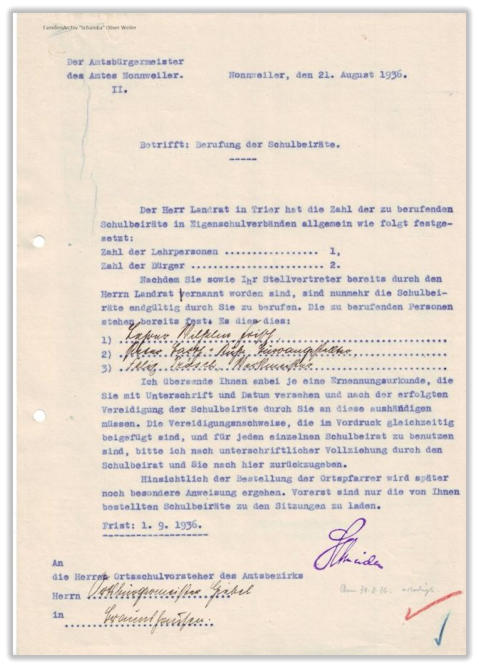 Familienarchiv "Schamba" Oliver Weiler
Der Amtsbürgermeister
des Amtes Nonnweiler.
II.
Nonnweiler, den 21. August 1936.
Betrifft: Berufung der Schulbeiräte.
-----
Der Herr Landrat in Trier hat die Zahl der zu berufenden
Schulbeiräte in Eigenschulverbänden allgemein wie folgt festge-
setzt:
Zahl der Lehrpersonen .................. 1,
Zahl der Bürger ........................ 2.
Nachdem Sie sowie Ihr Stellvertreter bereits durch den
Herrn Landrat ernannt worden sind, sind nunmehr die Schulbei-
räte endgültig durch Sie zu berufen. Die zu berufenden Personen
stehen bereits fest. Es sind dies:
1) Lehrer Wilhelm
2) Peter
3)
Ich übersende Ihnen anbei je eine Ernennungsurkunde, die
Sie mit Unterschrift und Datum versehen und nach der erfolgten
Vereidigung der Schulbeiräte durch Sie an diese aushändigen
müssen. Die Vereidigungsnachweise, die im Vordruck gleichzeitig
beigefügt sind, und für jeden einzelnen Schulbeirat zu benutzen
sind, bitte ich nach unterschriftlicher Vollziehung durch den
Schulbeirat und Sie nach hier zurückzugeben.
Hinsichtlich der Bestellung der Ortspfarrer wird später
noch besondere Anweisung ergehen. Vorerst sind nur die von Ihnen
bestellten Schulbeiräte zu den Sitzungen zu laden.
Frist: 1. 9. 1936.
An
die Herren Ortsschulvorsteher des Amtsbezirks
Herrn Ortsbürgermeister Giebel
in
Braunshausen.